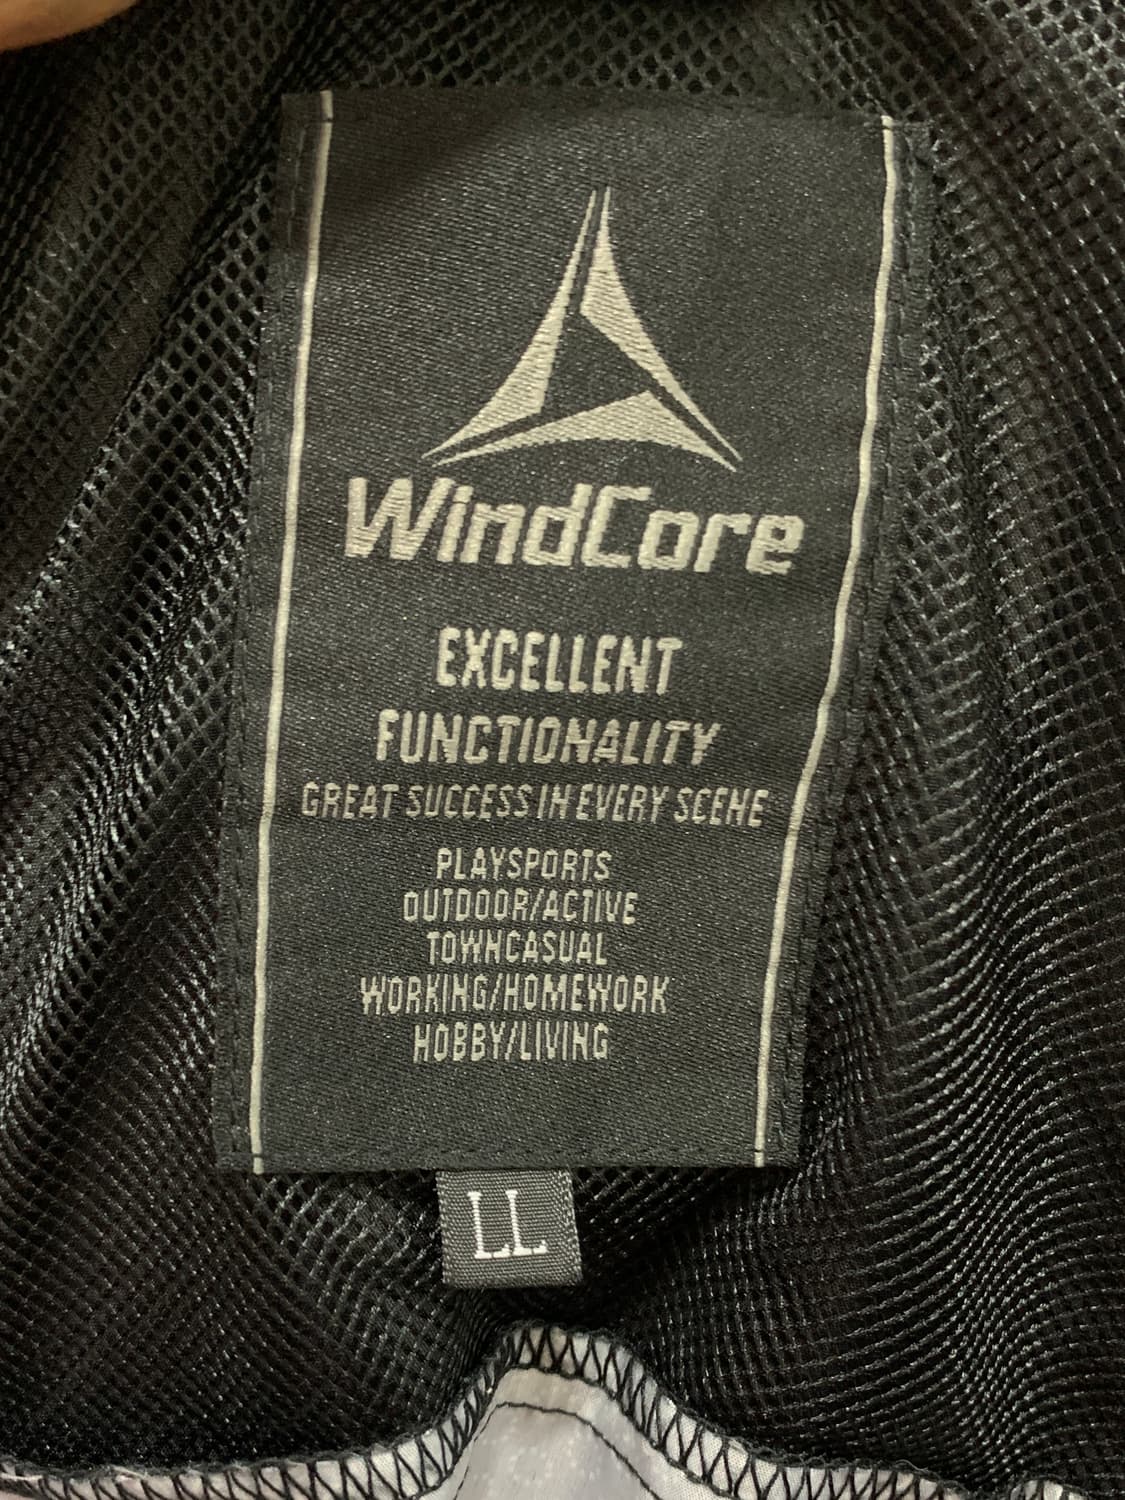 WindCore
EXCELLENT
FUNCTIONALITY
GREAT SUCCESS IN EVERY SCENE
PLAYSPORTS
OUTDOOR/ACTIVE
TOWNCASUAL
WORKING/HOMEWORK
HOBBY/LIVING
LL